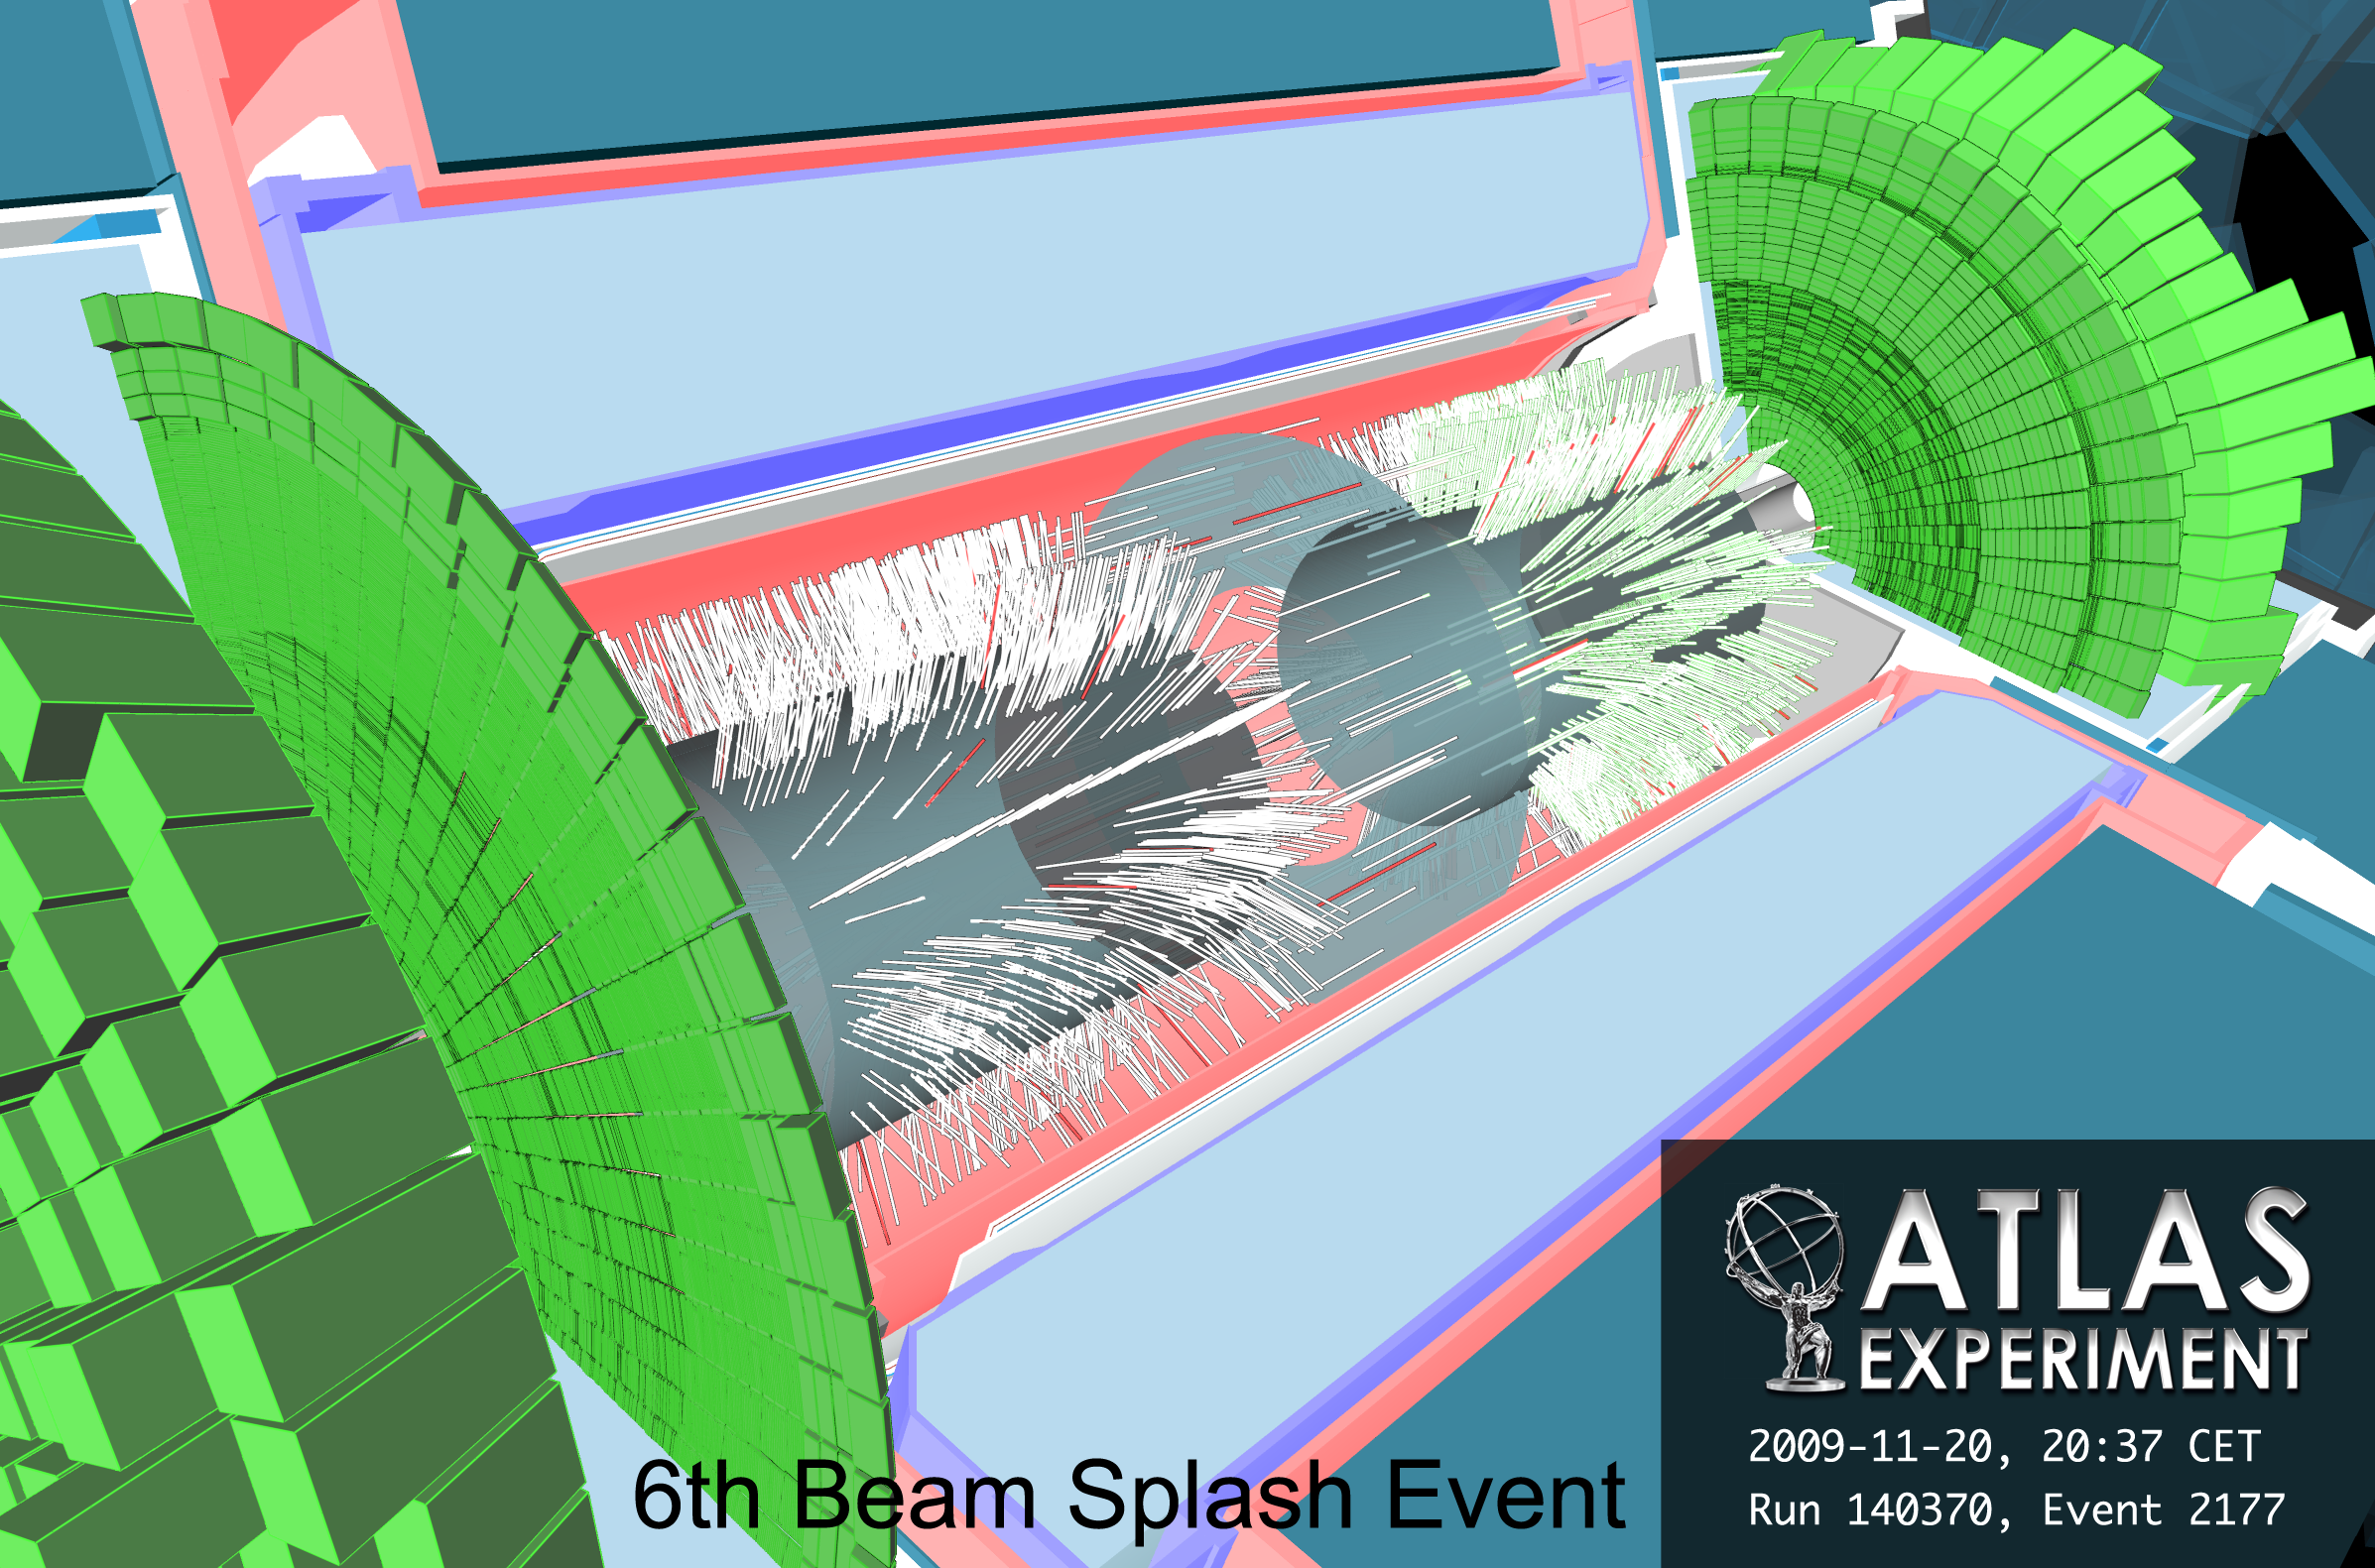 ATLAS
EXPERIMENT
2009-11-20, 20:37 CET
Run 140370, Event 2177
6th Beam Splash Event